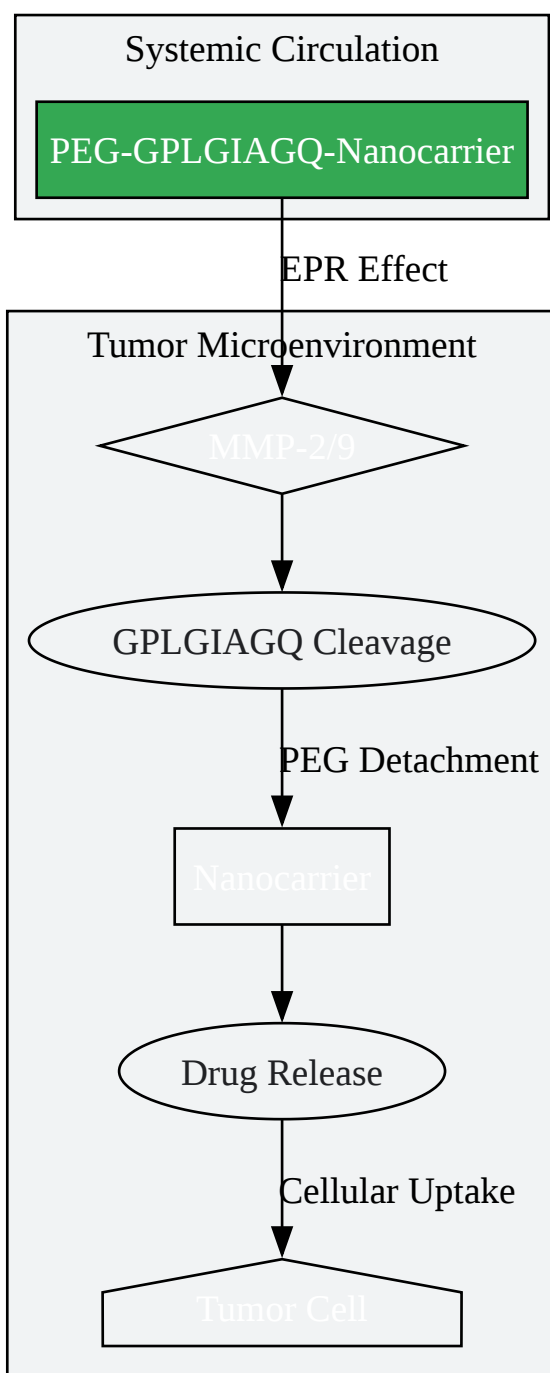 Systemic Circulation
PEG-GPLGIAGQ-Nanocarrier
EPR Effect
Tumor Microenvironment
MMP-2/9
GPLGIAGQ Cleavage
PEG Detachment
Nanocarrier
Drug Release
Cellular Uptake
Tumor Cell